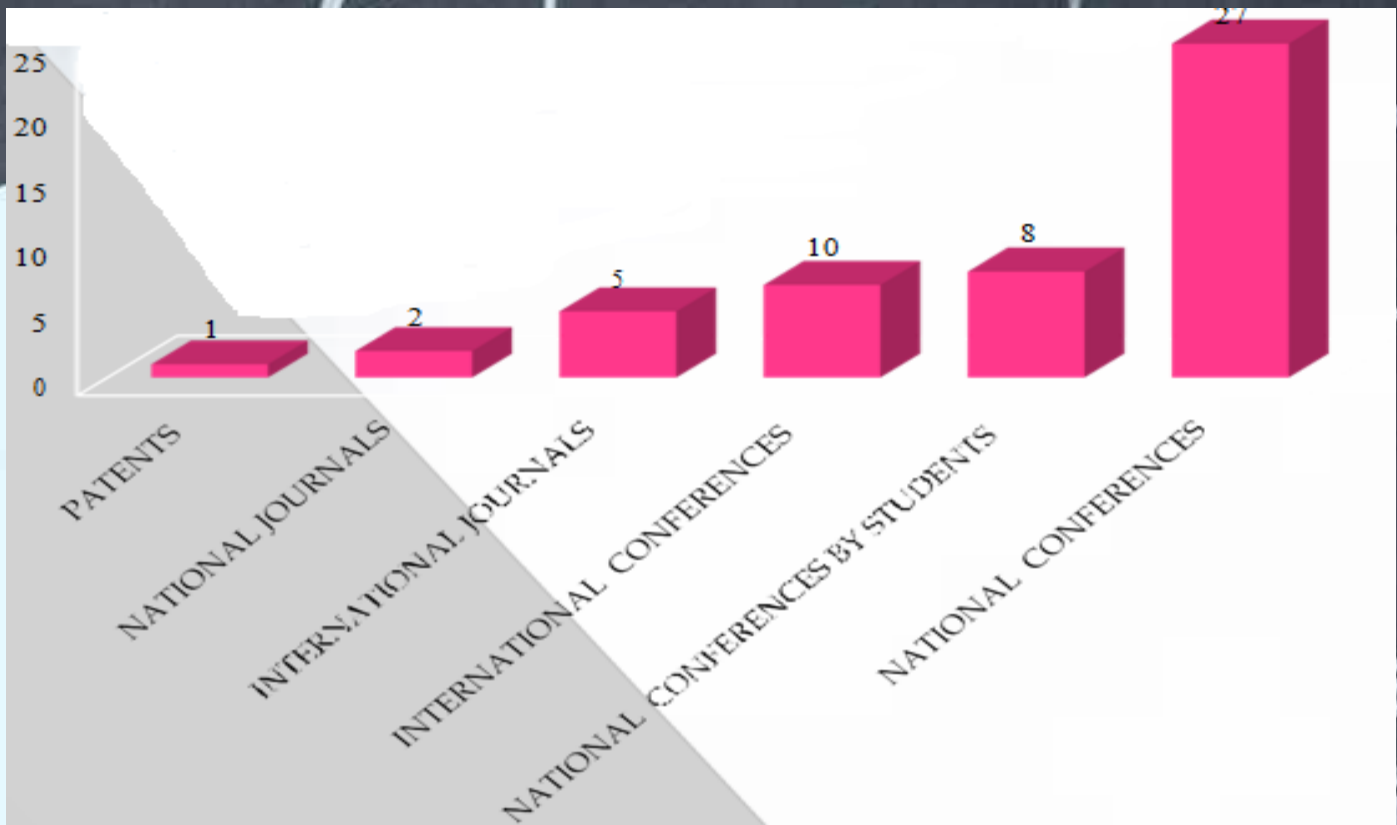 25
20
15
10
5
0
1
2
5
10
8
27
PATENTS
NATIONAL JOURNALS
INTERNATIONAL JOURNALS
INTERNATIONAL CONFERENCES
NATIONAL CONFERENCES BY STUDENTS
NATIONAL CONFERENCES